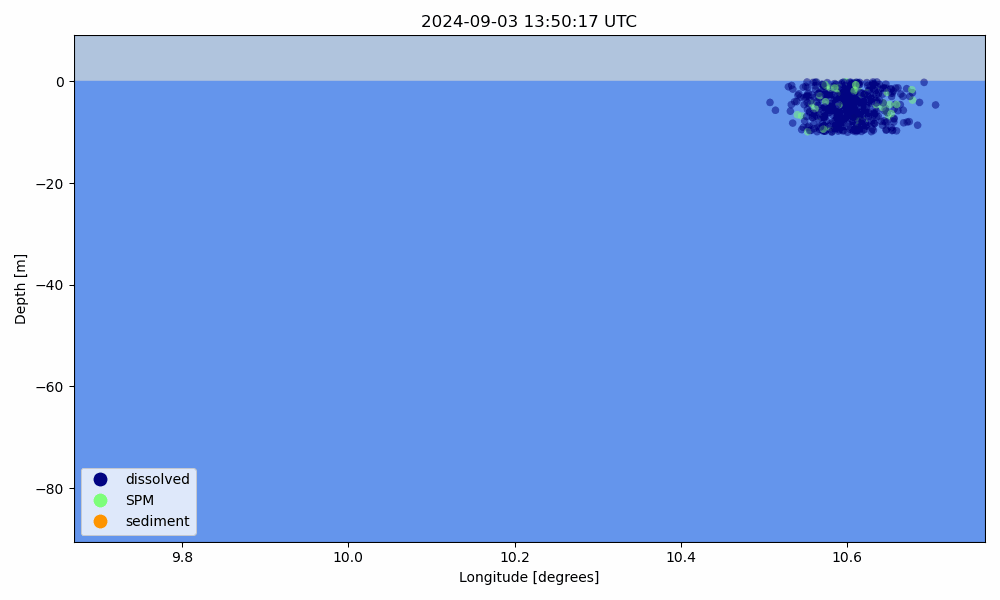 2024-09-03 13:50:17 UTC
0
−20
−40
−60
−80
Depth [m]
dissolved
SPM
sediment
9.8 10.0 10.2 10.4 10.6
Longitude [degrees]